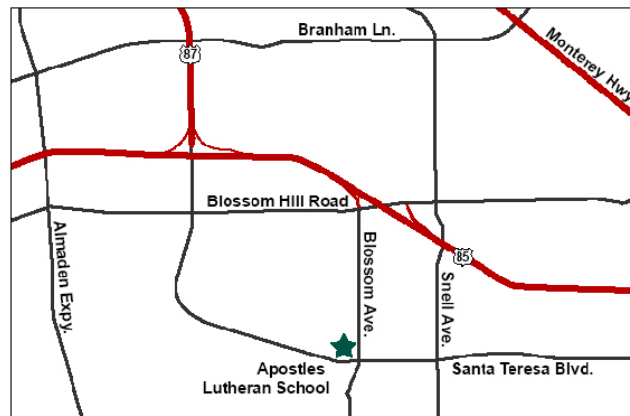 Branham Ln.
87
Monterey Hwy
Blossom Hill Road
Almaden Expy.
Blossom Ave.
Snell Ave.
85
Apostles
Lutheran School
Santa Teresa Blvd.